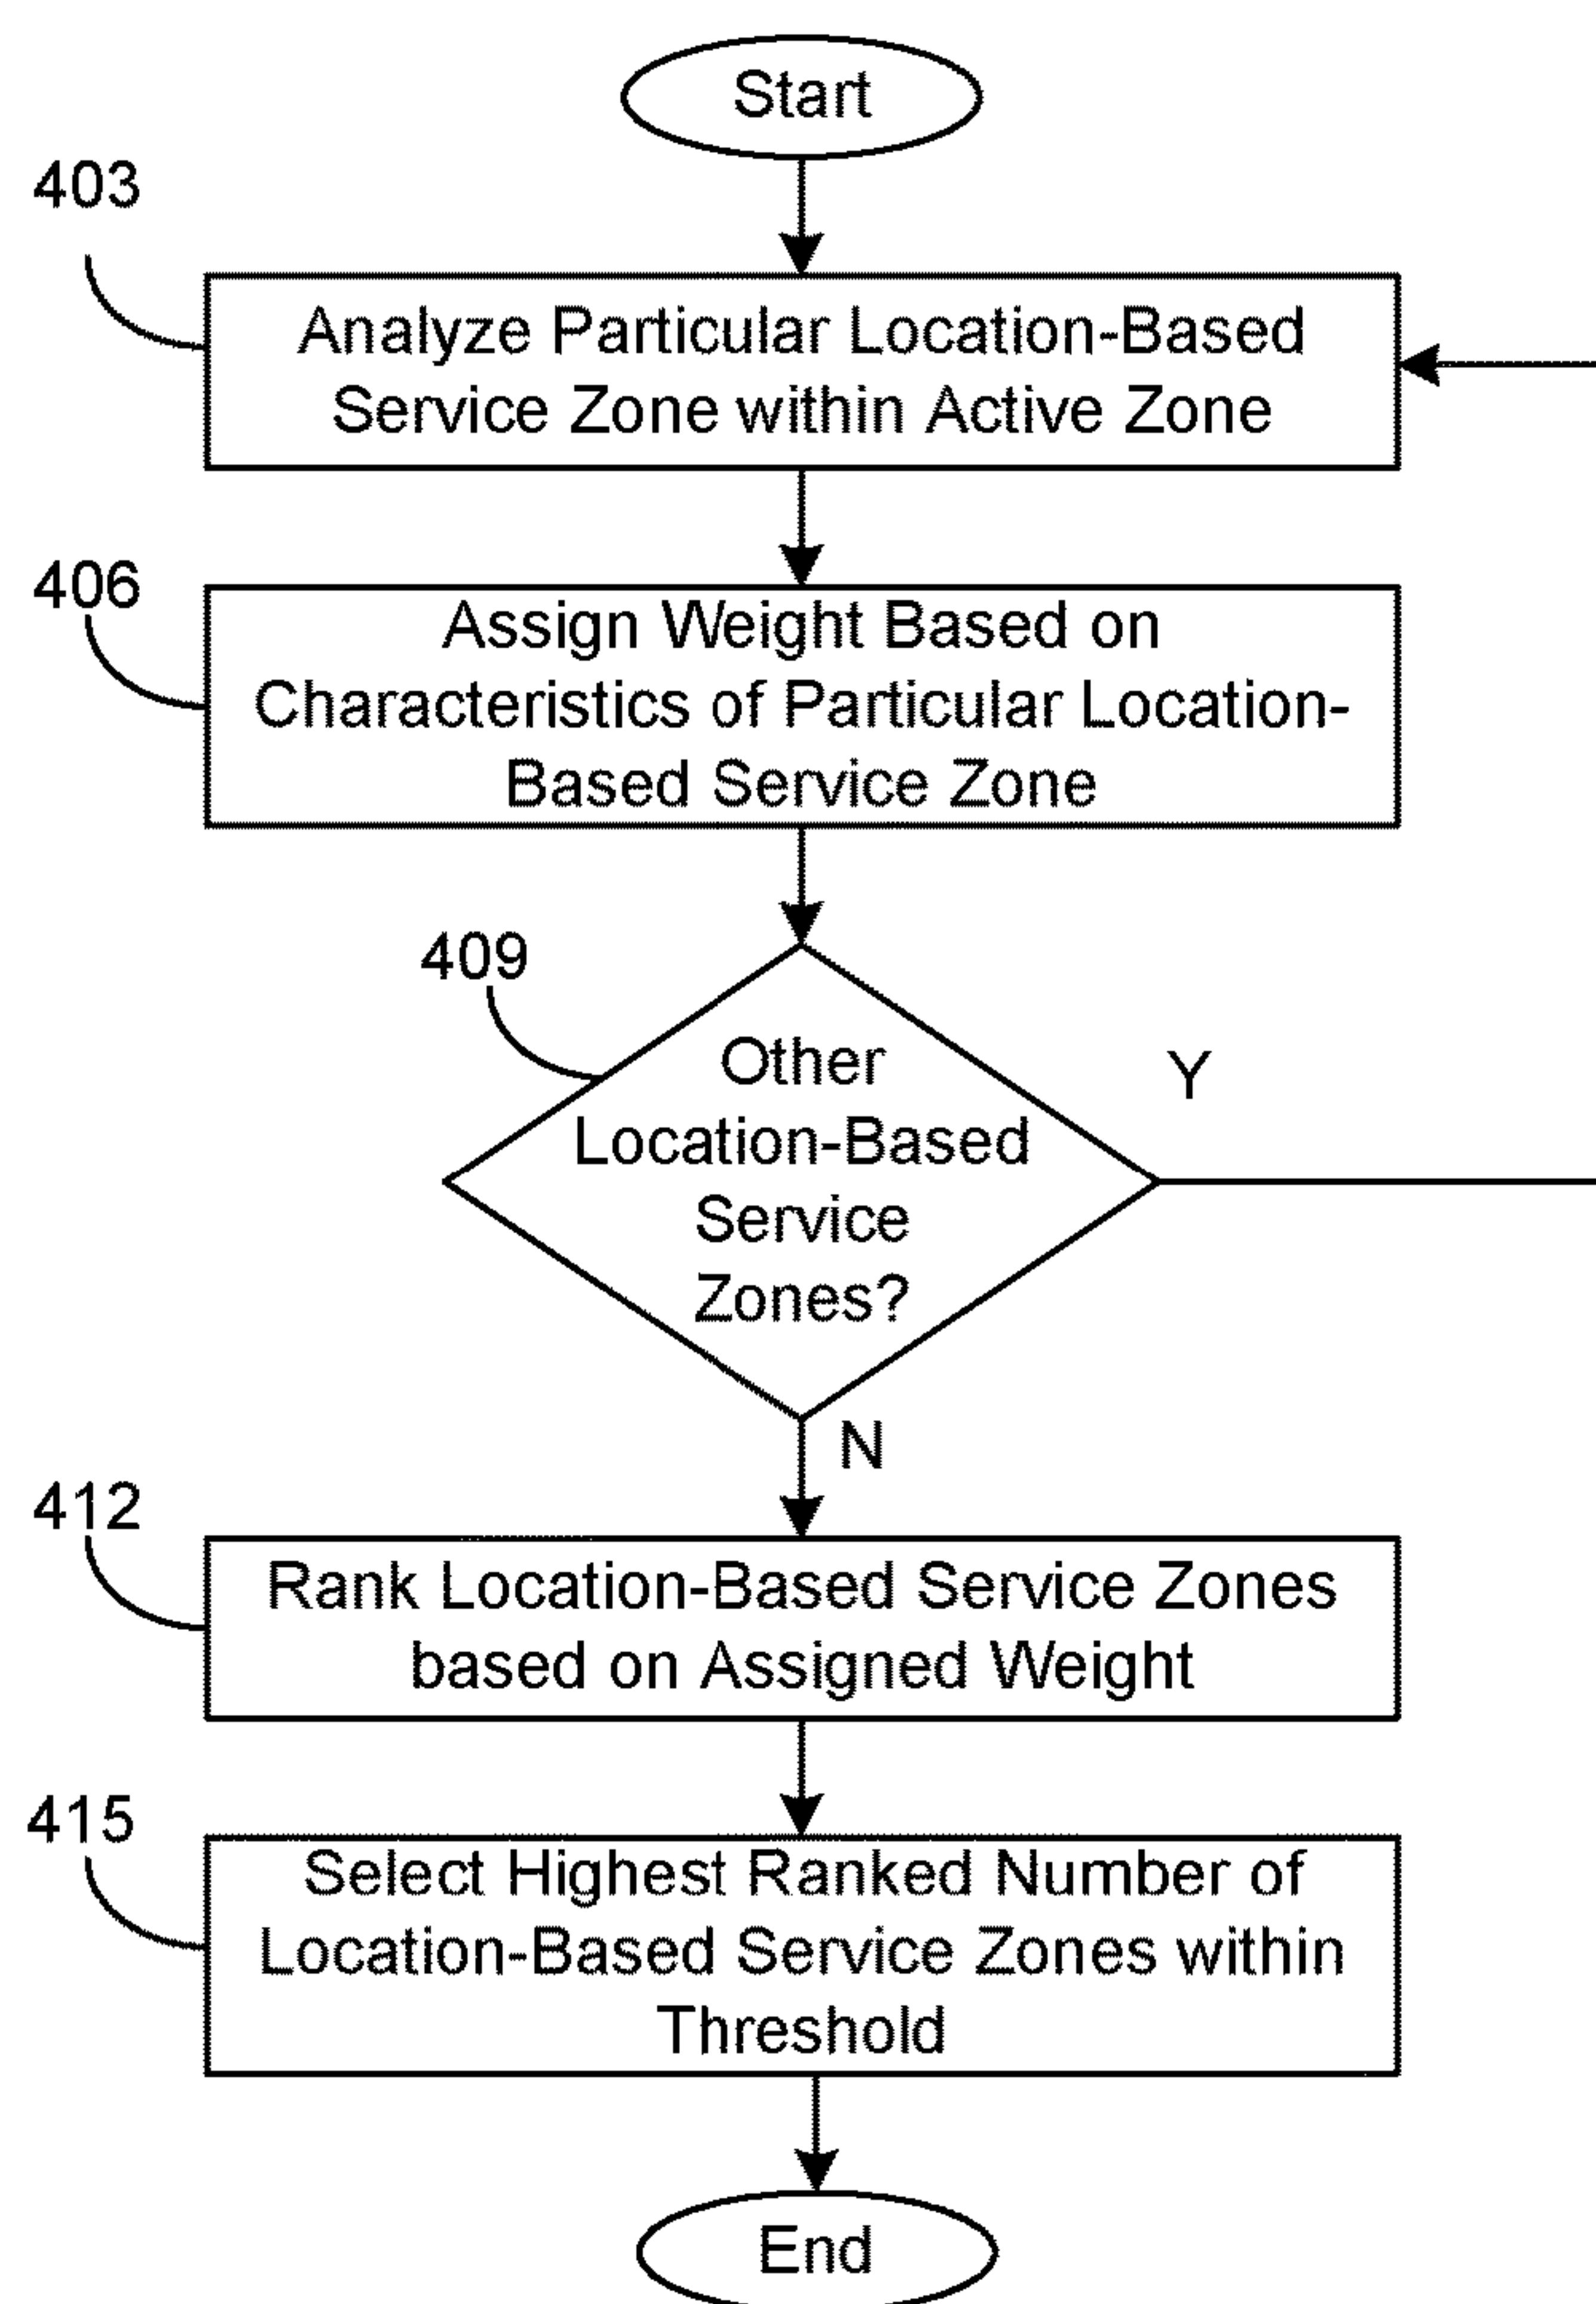 Start
403
Analyze Particular Location-Based
Service Zone within Active Zone
406
Assign Weight Based on
Characteristics of Particular Location-
Based Service Zone
409
Other
Location-Based
Service
Zones?
Y
N
412
Rank Location-Based Service Zones
based on Assigned Weight
415
Select Highest Ranked Number of
Location-Based Service Zones within
Threshold
End